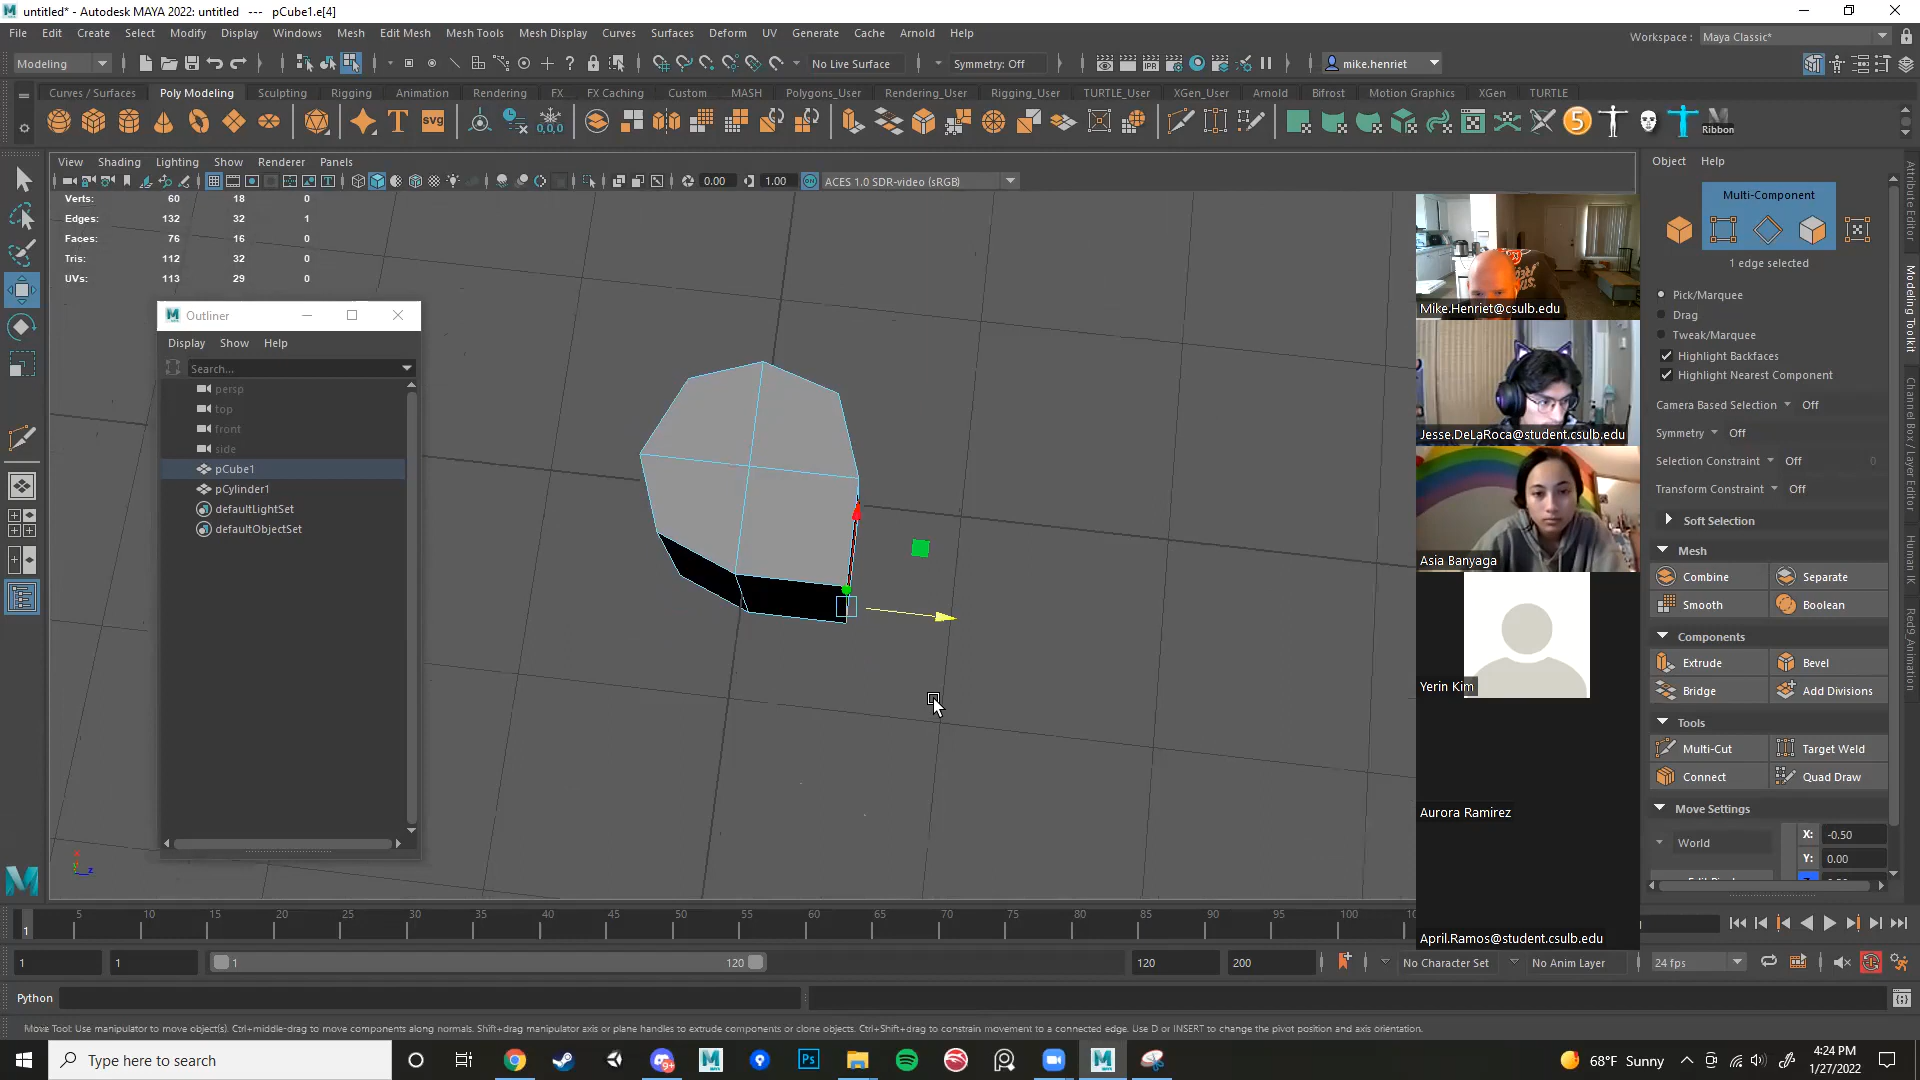 untitled* - Autodesk MAYA 2022: untitled --- pCube1.e[4]
File Edit Create Select Modify Display Windows Mesh Edit Mesh Mesh Tools Mesh Display Curves Surfaces Deform UV Generate Cache Arnold Help
Workspace : Maya Classic*
Modeling No Live Surface Symmetry: Off mike.henriet
Curves / Surfaces Poly Modeling Sculpting Rigging Animation Rendering FX FX Caching Custom MASH Polygons_User Rendering_User Rigging_User TURTLE_User XGen_User Arnold Bifrost Motion Graphics XGen TURTLE
T SVG 0,0,0 5 Ribbon
View Shading Lighting Show Renderer Panels
Object Help
0.00 1.00 ACES 1.0 SDR-video (sRGB)
Verts: 60 18 0
Edges: 132 32 1
Faces: 76 16 0
Tris: 112 32 0
UVs: 113 29 0
Outliner
Display Show Help
Search...
persp
top
front
side
pCube1
pCylinder1
defaultLightSet
defaultObjectSet
Mike.Henriet@csulb.edu
Jesse.DeLaRoca@student.csulb.edu
Asia Banyaga
Yerin Kim
Aurora Ramirez
April.Ramos@student.csulb.edu
Multi-Component
1 edge selected
Pick/Marquee
Drag
Tweak/Marquee
Highlight Backfaces
Highlight Nearest Component
Camera Based Selection Off
Symmetry Off
Selection Constraint Off 0
Transform Constraint Off
Soft Selection
Mesh
Combine Separate
Smooth Boolean
Components
Extrude Bevel
Bridge Add Divisions
Tools
Multi-Cut Target Weld
Connect Quad Draw
Move Settings
World X: -0.50
Y: 0.00
Attribute Editor
Modeling Toolkit
Channel Box / Layer Editor
Human IK
Red9_Animation
5 10 15 20 25 30 35 40 45 50 55 60 65 70 75 80 85 90 95 100
1
1 1 1 120 120 200 No Character Set No Anim Layer 24 fps
Python
Move Tool: Use manipulator to move object(s). Ctrl+middle-drag to move components along normals. Shift+drag manipulator axis or plane handles to extrude components or clone objects. Ctrl+Shift+drag to constrain movement to a connected edge. Use D or INSERT to change the pivot position and axis orientation.
Type here to search
68°F Sunny
4:24 PM
1/27/2022